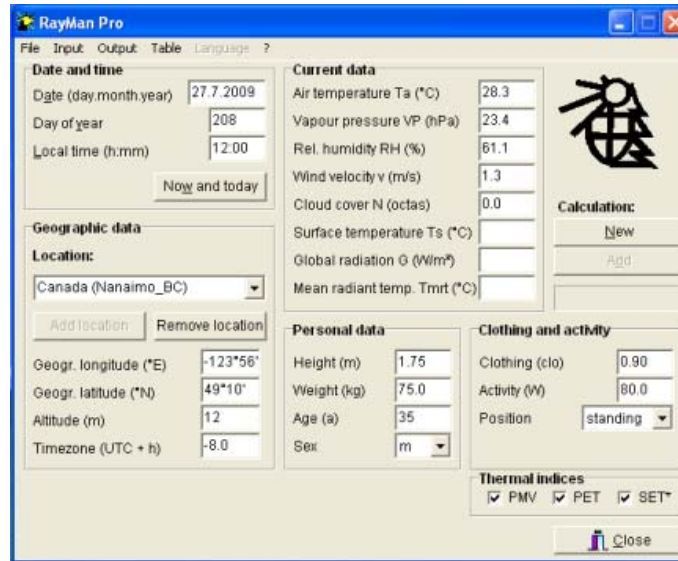 RayMan Pro
File Input Output Table Language ?
Date and time
Date (day.month.year) 27.7.2009
Day of year 208
Local time (h:mm) 12:00
Now and today
Geographic data
Location:
Canada (Nanaimo_BC)
Add location Remove location
Geogr. longitude (°E) -123°56'
Geogr. latitude (°N) 49°10'
Altitude (m) 12
Timezone (UTC + h) -8.0
Current data
Air temperature Ta (°C) 28.3
Vapour pressure VP (hPa) 23.4
Rel. humidity RH (%) 61.1
Wind velocity v (m/s) 1.3
Cloud cover N (octas) 0.0
Surface temperature Ts (°C)
Global radiation G (W/m²)
Mean radiant temp. Tmrt (°C)
Calculation:
New
Add
Personal data
Height (m) 1.75
Weight (kg) 75.0
Age (a) 35
Sex m
Clothing and activity
Clothing (clo) 0.90
Activity (W) 80.0
Position standing
Thermal indices
PMV PET SET*
Close